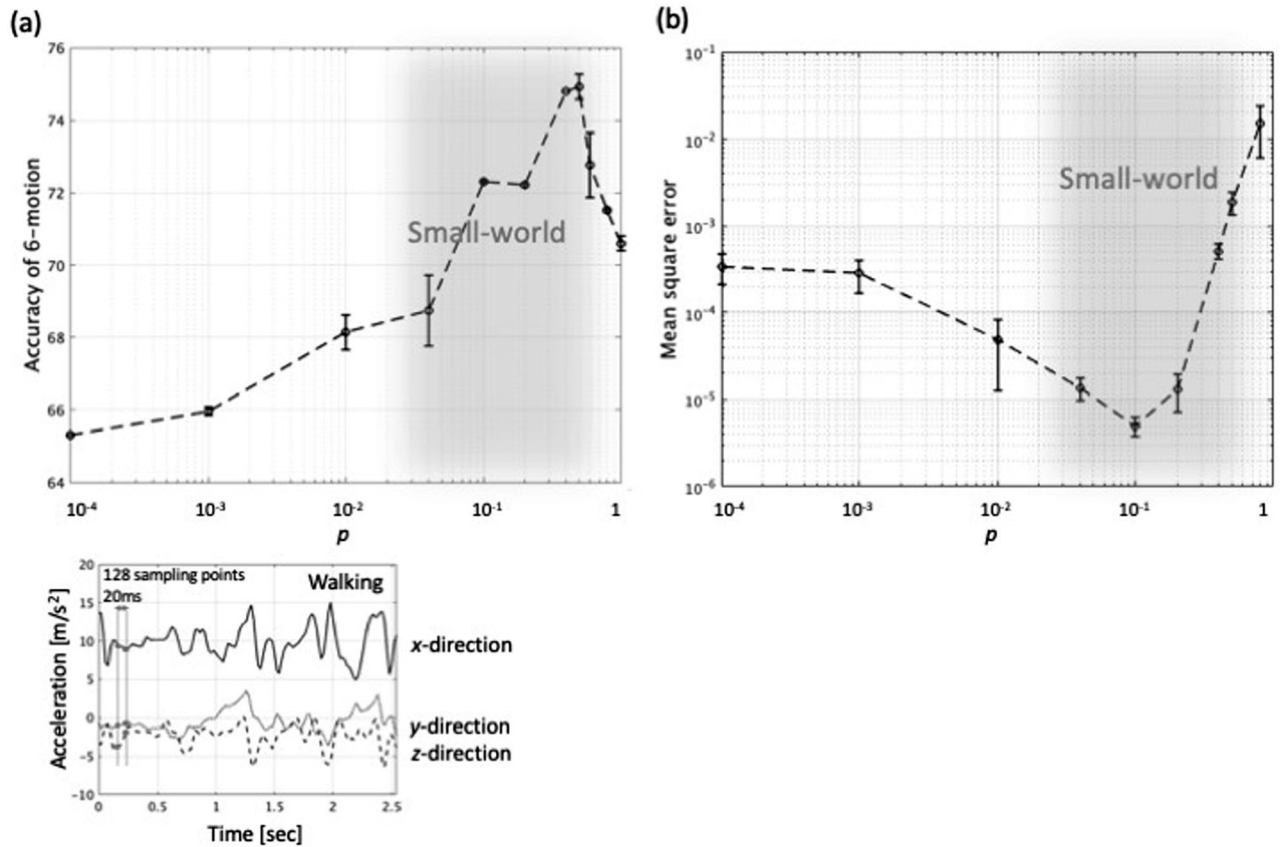 (a)
76
74
72
70
68
66
64
Accuracy of 6-motion
Small-world
10-4
10-3
10-2
10-1
1
p
(b)
10-1
10-2
10-3
10-4
10-5
10-6
Mean square error
Small-world
10-4
10-3
10-2
10-1
1
p
20
15
10
5
0
−5
−10
Acceleration [m/s2]
128 sampling points
20ms
Walking
x-direction
y-direction
z-direction
0
0.5
1
1.5
2
2.5
Time [sec]